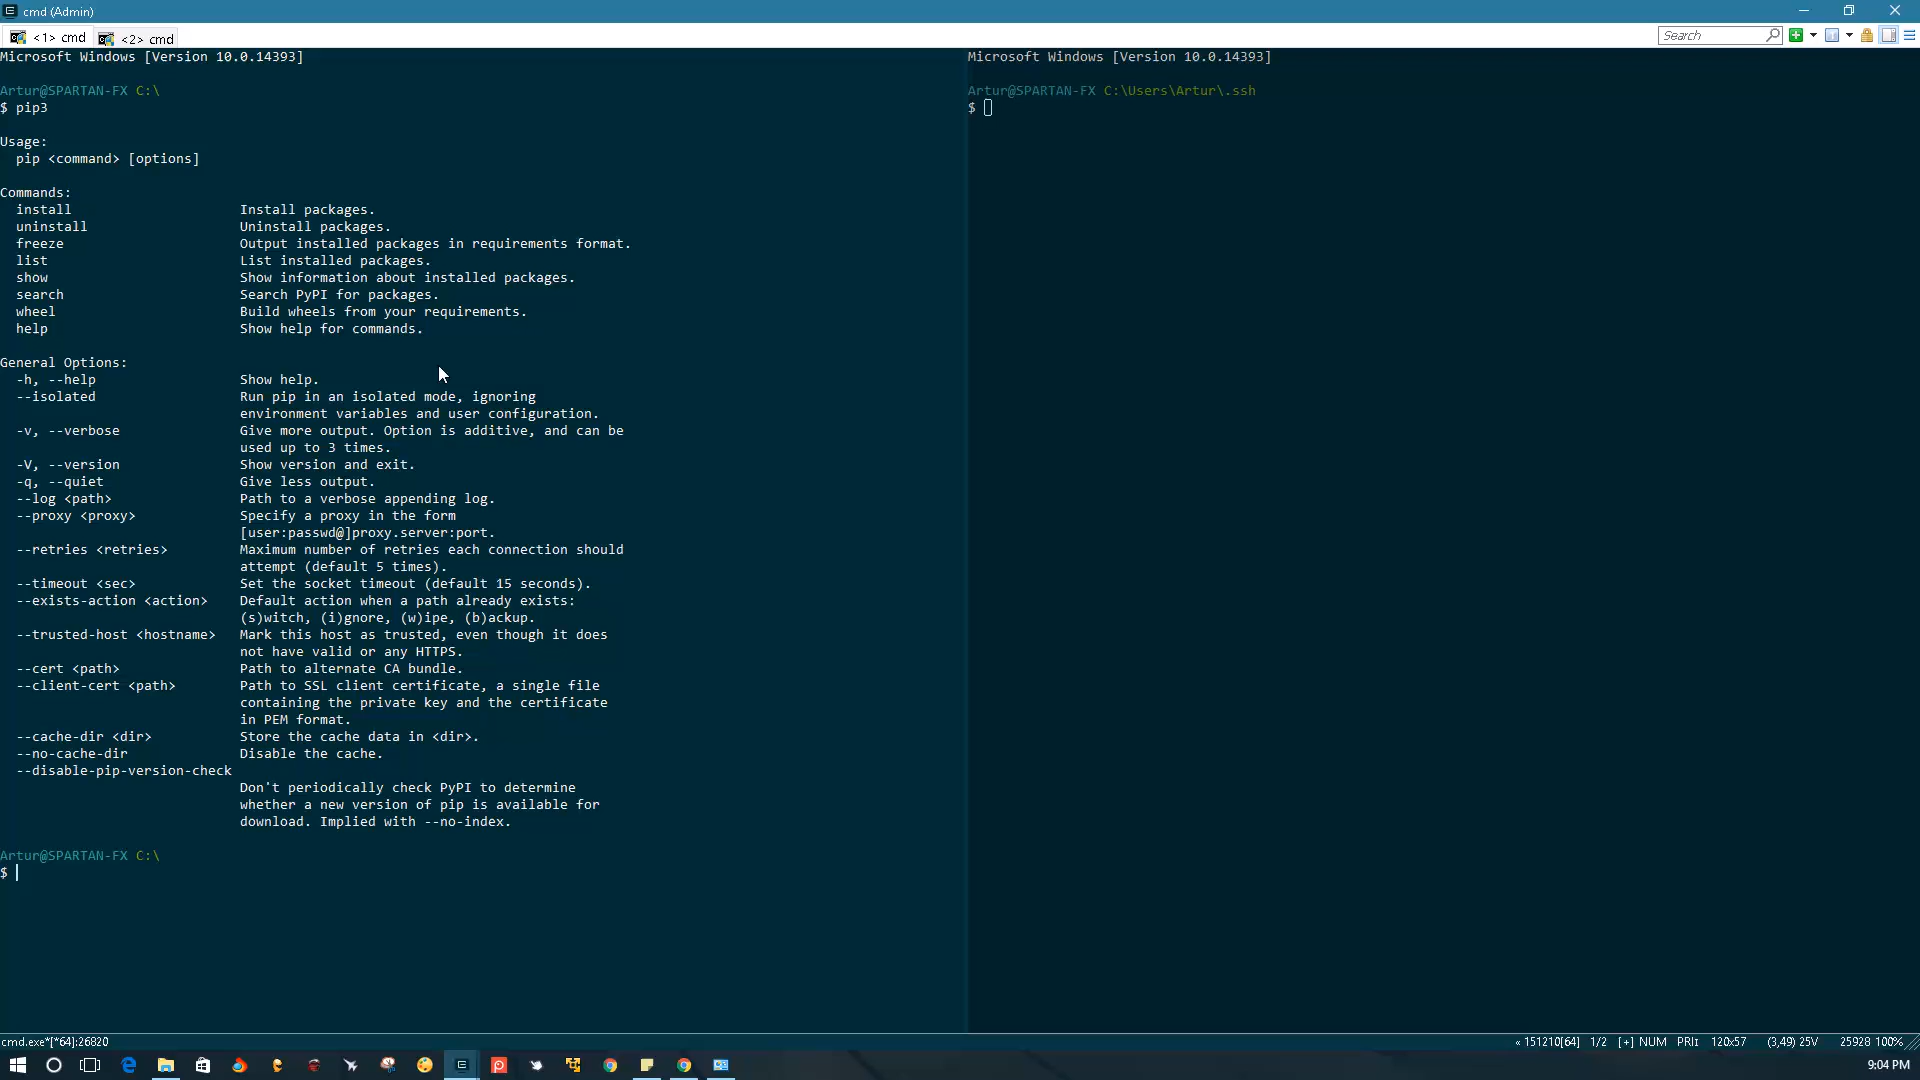 cmd (Admin)
<1> cmd
<2> cmd
Search
Microsoft Windows [Version 10.0.14393]
Artur@SPARTAN-FX C:\
$ pip3
Usage:
pip <command> [options]
Commands:
install Install packages.
uninstall Uninstall packages.
freeze Output installed packages in requirements format.
list List installed packages.
show Show information about installed packages.
search Search PyPI for packages.
wheel Build wheels from your requirements.
help Show help for commands.
General Options:
-h, --help Show help.
--isolated Run pip in an isolated mode, ignoring
environment variables and user configuration.
-v, --verbose Give more output. Option is additive, and can be
used up to 3 times.
-V, --version Show version and exit.
-q, --quiet Give less output.
--log <path> Path to a verbose appending log.
--proxy <proxy> Specify a proxy in the form
[user:passwd@]proxy.server:port.
--retries <retries> Maximum number of retries each connection should
attempt (default 5 times).
--timeout <sec> Set the socket timeout (default 15 seconds).
--exists-action <action> Default action when a path already exists:
(s)witch, (i)gnore, (w)ipe, (b)ackup.
--trusted-host <hostname> Mark this host as trusted, even though it does
not have valid or any HTTPS.
--cert <path> Path to alternate CA bundle.
--client-cert <path> Path to SSL client certificate, a single file
containing the private key and the certificate
in PEM format.
--cache-dir <dir> Store the cache data in <dir>.
--no-cache-dir Disable the cache.
--disable-pip-version-check
Don't periodically check PyPI to determine
whether a new version of pip is available for
download. Implied with --no-index.
Artur@SPARTAN-FX C:\
$
Microsoft Windows [Version 10.0.14393]
Artur@SPARTAN-FX C:\Users\Artur\.ssh
$
cmd.exe*[*64]:26820
« 151210[64] 1/2 [+] NUM PRI: 120x57 (3,49) 25V 25928 100%
9:04 PM